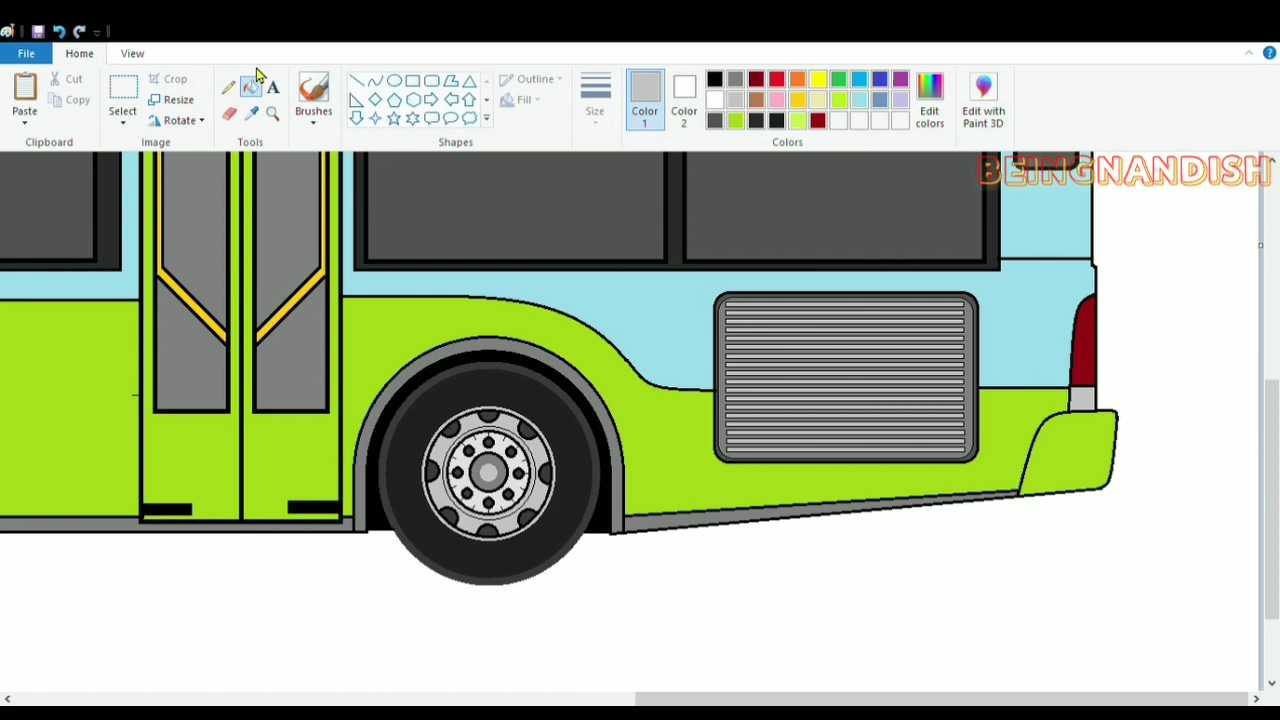 File Home View
Cut
Copy
Paste
Clipboard
Select
Crop
Resize
Rotate
Image
A
Tools
Brushes
Shapes
Outline
Fill
Size
Color
1
Color
2
Edit
colors
Colors
Edit with
Paint 3D
BEINGNANDISH